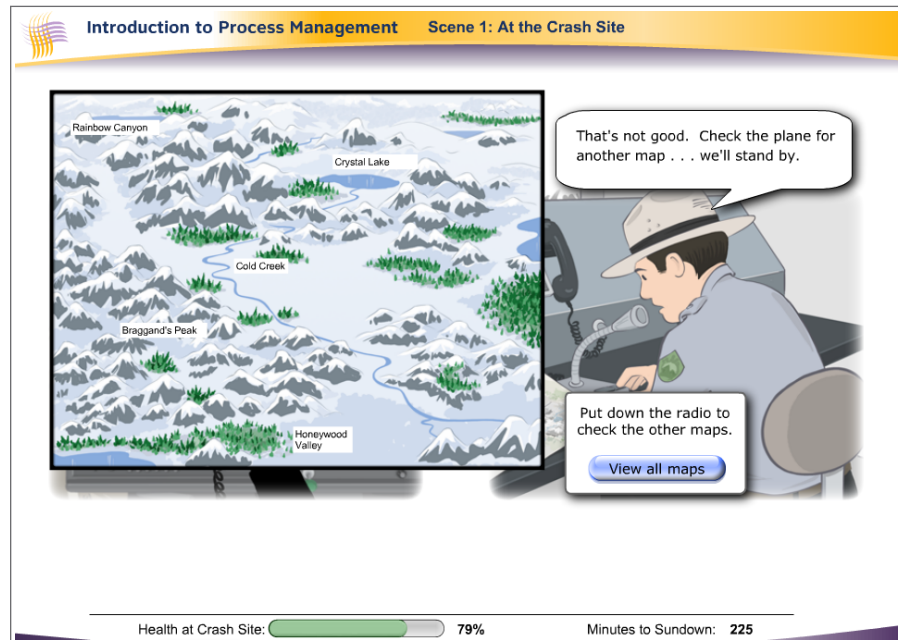 Introduction to Process Management Scene 1: At the Crash Site
Rainbow Canyon
Crystal Lake
Cold Creek
Braggand's Peak
Honeywood
Valley
That's not good. Check the plane for
another map . . . we'll stand by.
Put down the radio to
check the other maps.
View all maps
Health at Crash Site: 79% Minutes to Sundown: 225